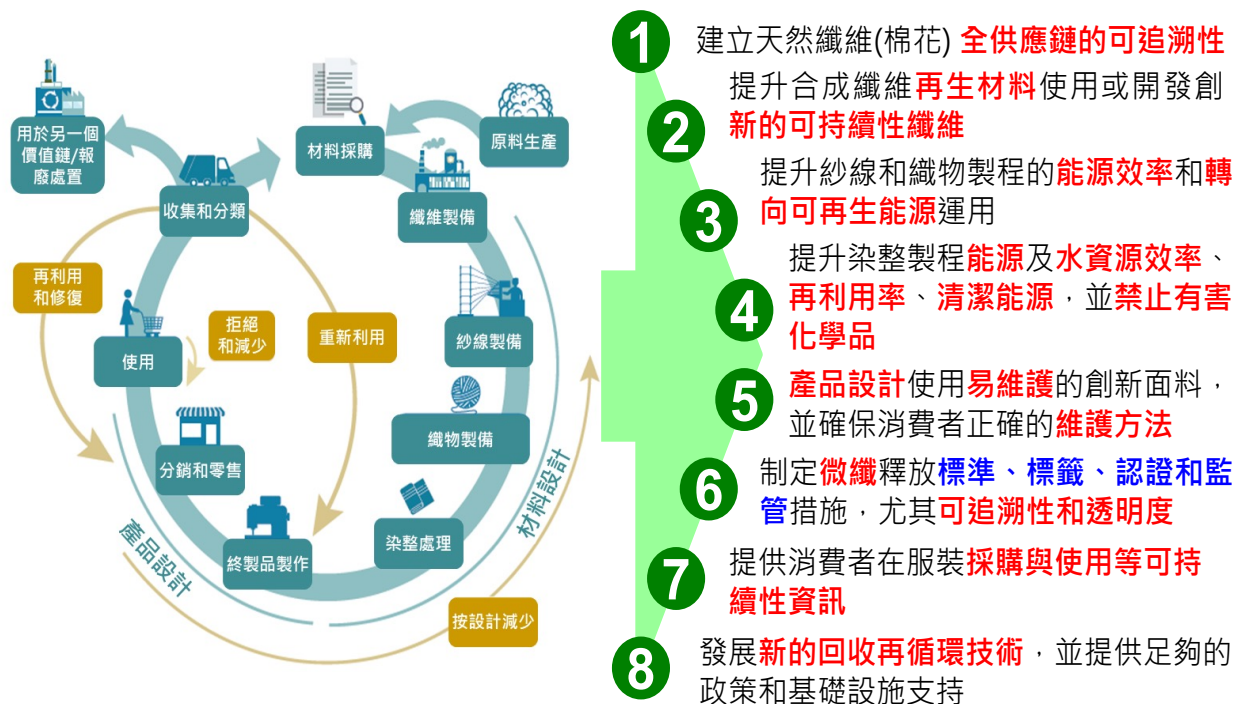 用於另一個
價值鏈/報
廢處置
收集和分類
材料採購
原料生產
纖維製備
再利用
和修復
拒絕
和減少
重新利用
使用
紗線製備
織物製備
分銷和零售
染整處理
終製品製作
產品設計
材料設計
按設計減少
1 建立天然纖維(棉花) 全供應鏈的可追溯性
2 提升合成纖維再生材料使用或開發創
新的可持續性纖維
3 提升紗線和織物製程的能源效率和轉
向可再生能源運用
4 提升染整製程能源及水資源效率、
再利用率、清潔能源，並禁止有害
化學品
5 產品設計使用易維護的創新面料，
並確保消費者正確的維護方法
6 制定微纖釋放標準、標籤、認證和監
管措施，尤其可追溯性和透明度
7 提供消費者在服裝採購與使用等可持
續性資訊
8 發展新的回收再循環技術，並提供足夠的
政策和基礎設施支持